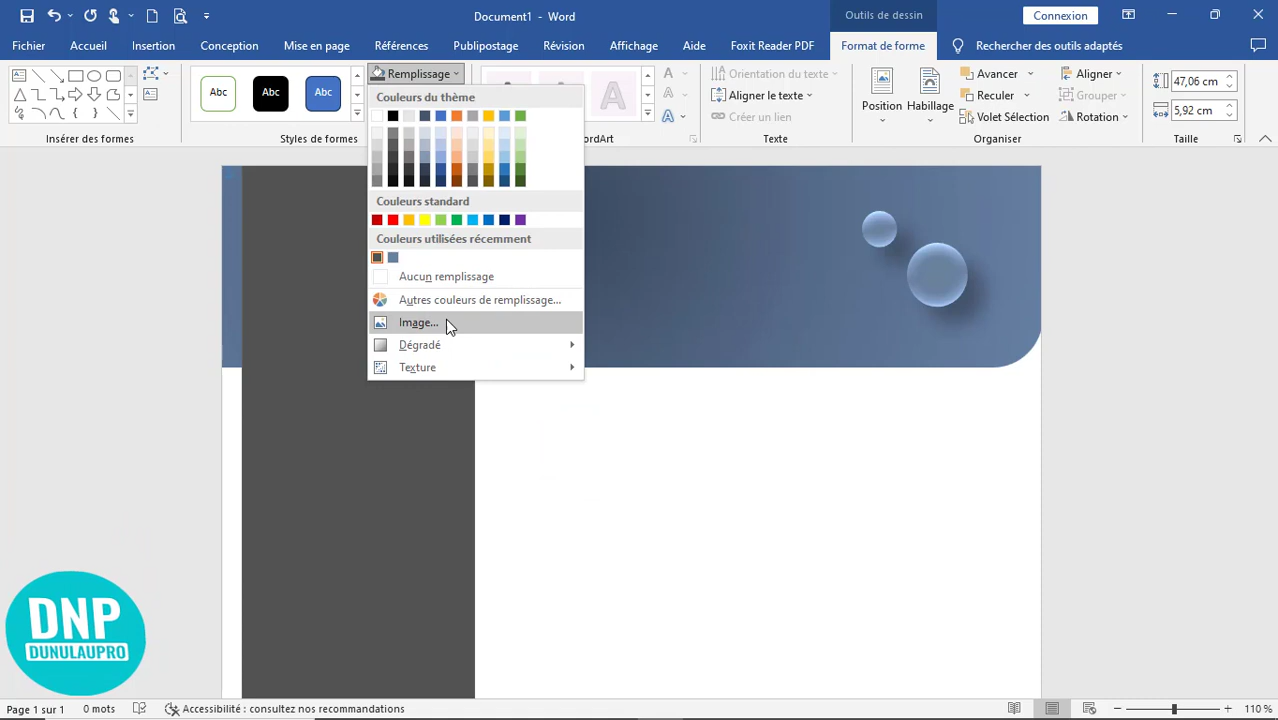 Document1 - Word
Outils de dessin
Connexion
Fichier Accueil Insertion Conception Mise en page Références Publipostage Révision Affichage Aide Foxit Reader PDF Format de forme Rechercher des outils adaptés
Abc Abc Abc
Remplissage
A
A
A
A
Orientation du texte
Aligner le texte
Créer un lien
Position
Habillage
Avancer
Reculer
Volet Sélection
Aligner
Grouper
Rotation
47,06 cm
5,92 cm
Insérer des formes
Styles de formes
ordArt
Texte
Organiser
Taille
Couleurs du thème
Couleurs standard
Couleurs utilisées récemment
Aucun remplissage
Autres couleurs de remplissage...
Image...
Dégradé
Texture
DNP
DUNULAUPRO
Page 1 sur 1 0 mots Accessibilité : consultez nos recommandations 110 %